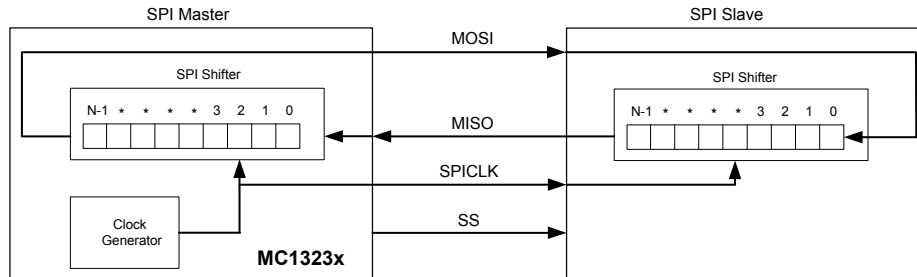 SPI Master
SPI Slave
MOSI
SPI Shifter
N-1 * * * * 3 2 1 0
SPI Shifter
N-1 * * * * 3 2 1 0
MISO
SPICLK
SS
Clock
Generator
MC1323x